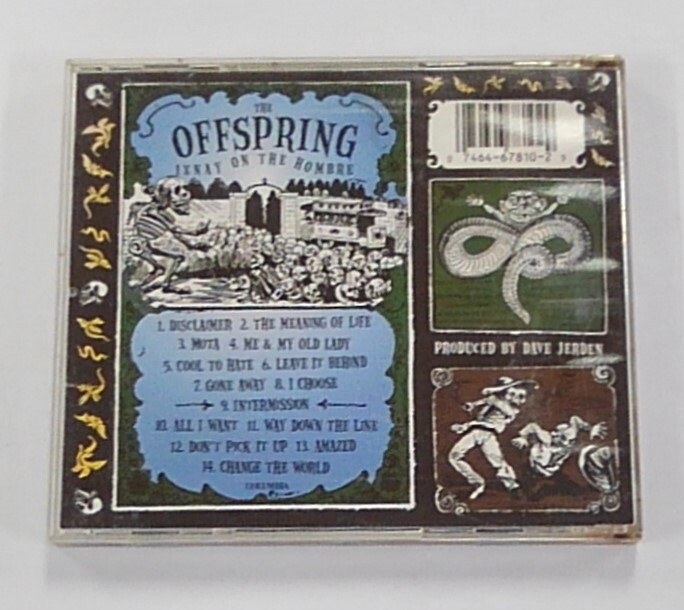 THE
OFFSPRING
IXNAY ON THE HOMBRE
1. DISCLAIMER 2. THE MEANING OF LIFE
3. MOTA 4. ME & MY OLD LADY
5. COOL TO HATE 6. LEAVE IT BEHIND
7. GONE AWAY 8. I CHOOSE
9. INTERMISSION
10. ALL I WANT 11. WAY DOWN THE LINE
12. DON'T PICK IT UP 13. AMAZED
14. CHANGE THE WORLD
COLUMBIA
0 7464-67810-2 9
PRODUCED BY DAVE JERDEN